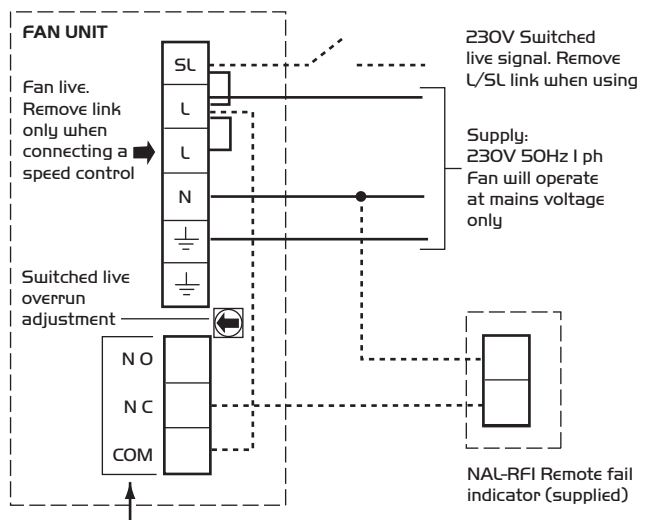 FAN UNIT
Fan live.
Remove link
only when
connecting a
speed control
SL
L
L
N
230V Switched
live signal. Remove
L/SL link when using
Supply:
230V 50Hz 1 ph
Fan will operate
at mains voltage
only
Switched live
overrun
adjustment
N O
N C
COM
NAL-RFI Remote fail
indicator (supplied)